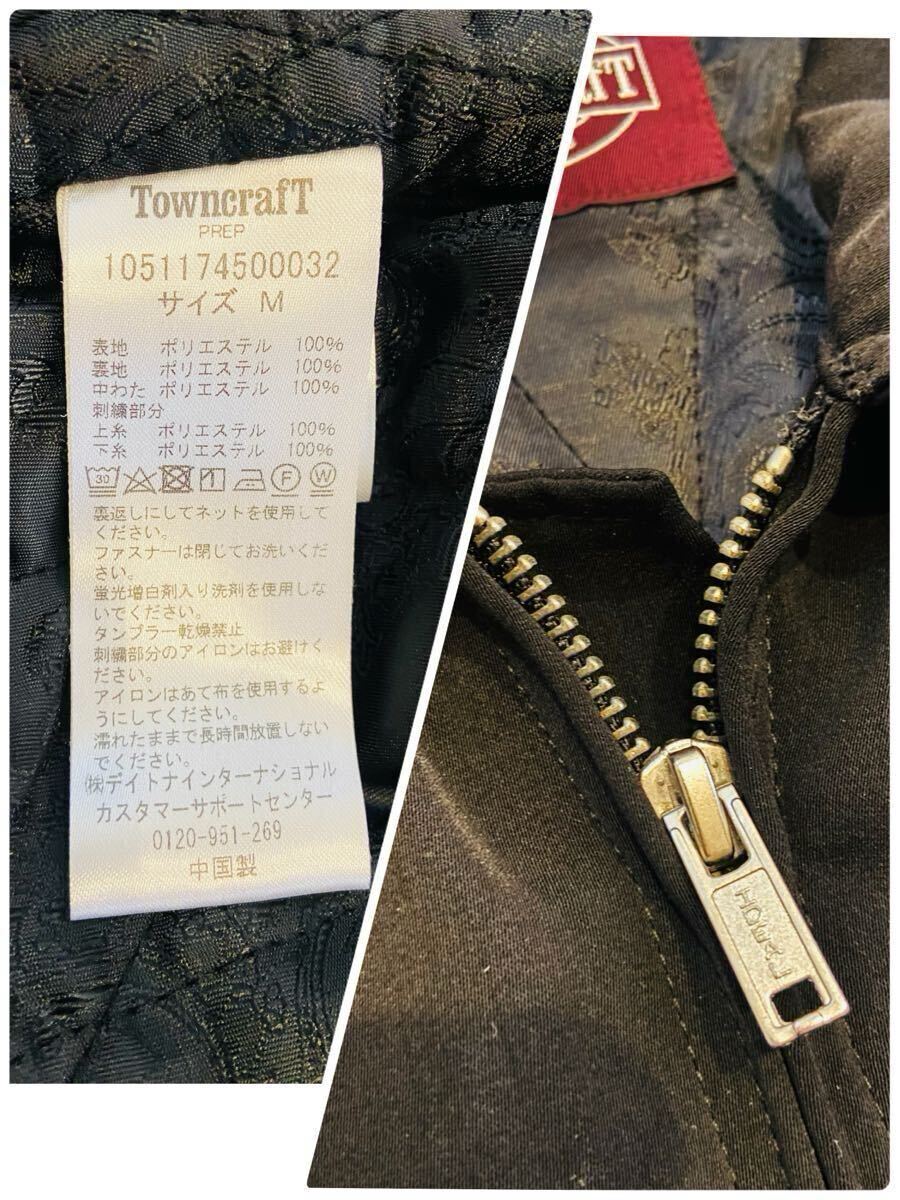 TowncrafT
PREP
1051174500032
サイズ M
表地 ポリエステル 100%
裏地 ポリエステル 100%
中わた ポリエステル 100%
刺繍部分
上糸 ポリエステル 100%
下糸 ポリエステル 100%
30 F W
裏返しにしてネットを使用して
ください。
ファスナーは閉じてお洗いくだ
さい。
蛍光増白剤入り洗剤を使用しな
いでください。
タンブラー乾燥禁止
刺繍部分のアイロンはお避けく
ださい。
アイロンはあて布を使用するよ
うにしてください。
濡れたままで長時間放置しない
でください。
㈱デイトナインターナショナル
カスタマーサポートセンター
0120-951-269
中国製